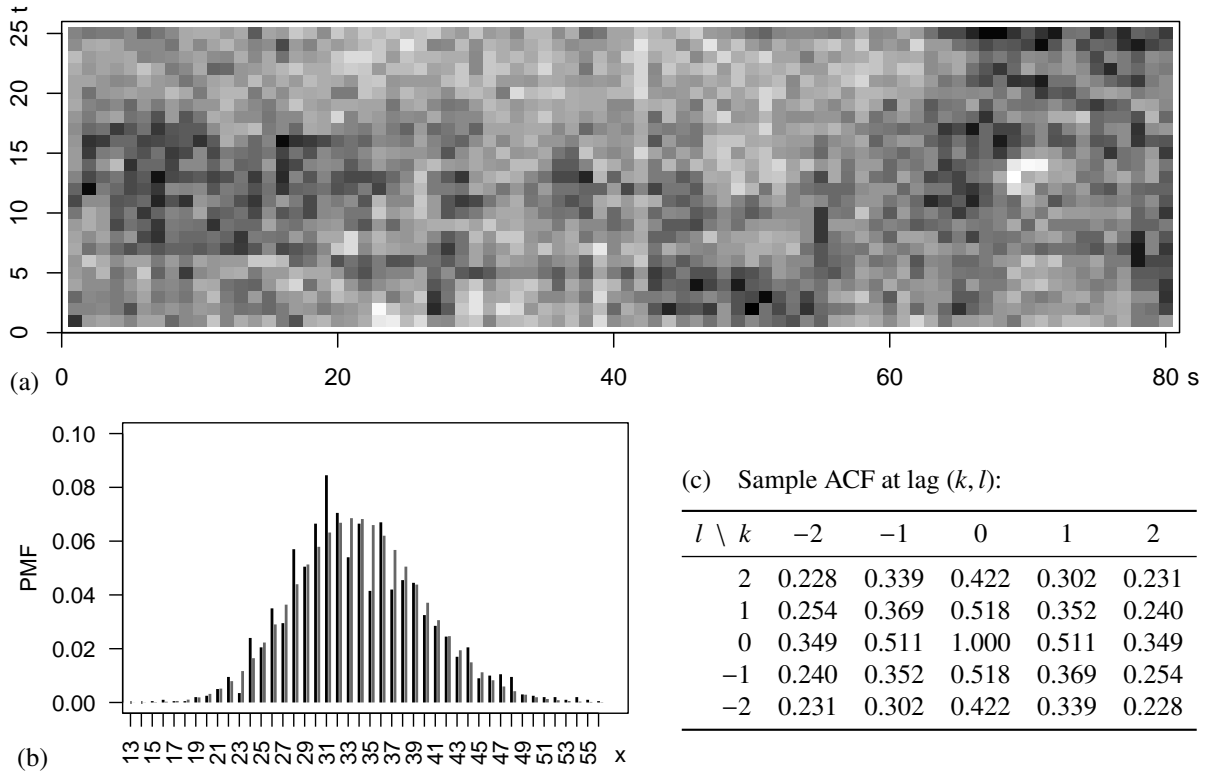 25 t
20
15
10
5
0
(a) 0 20 40 60 80 s
0.10
0.08
0.06
0.04
0.02
0.00
PMF
13 15 17 19 21 23 25 27 29 31 33 35 37 39 41 43 45 47 49 51 53 55 x
(b)
(c) Sample ACF at lag (k, l):
l \ k −2 −1 0 1 2
2 0.228 0.339 0.422 0.302 0.231
1 0.254 0.369 0.518 0.352 0.240
0 0.349 0.511 1.000 0.511 0.349
−1 0.240 0.352 0.518 0.369 0.254
−2 0.231 0.302 0.422 0.339 0.228